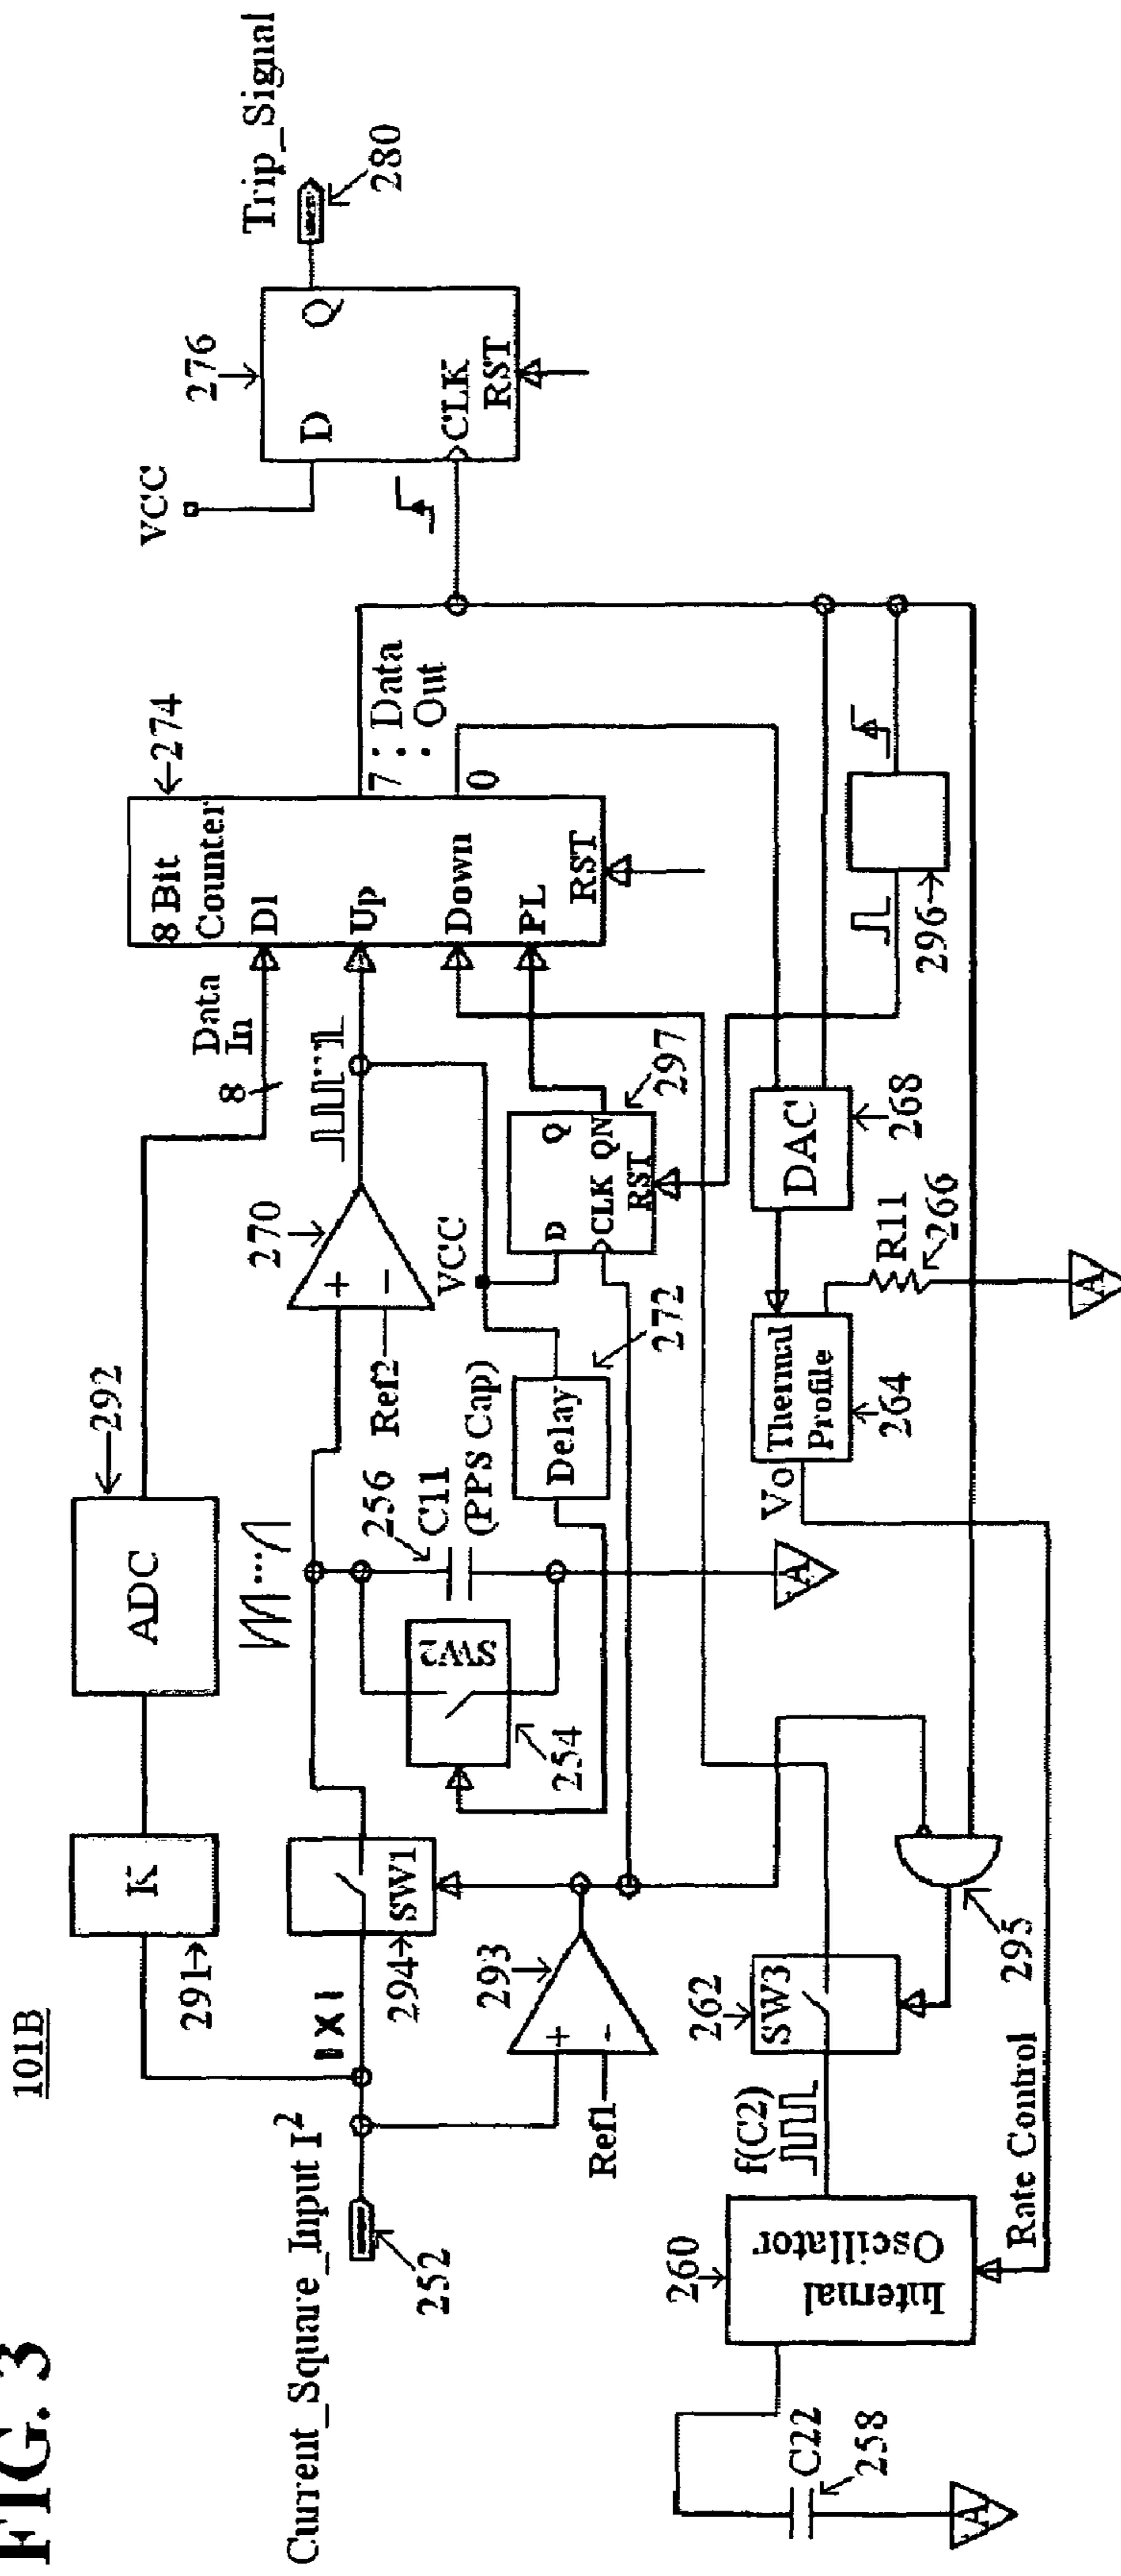 FIG. 3
101B
Current_Square_Input I²
252
I X I
291
K
292
ADC
8
Data
In
8 Bit
Counter
274
DI
Up
Down
PL
RST
7
:
0
Data
Out
VCC
276
D
Q
CLK
RST
Trip_Signal
280
294
SW1
293
+
-
Ref1
SW2
254
256
C11
(PPS Cap)
A
270
+
-
Ref2
VCC
Delay
272
D
Q
CLK
QN
RST
297
296
C22
258
A
260
Internal
Oscillator
f(C2)
262
SW3
295
Rate Control
Vo
Thermal
Profile
264
DAC
268
R11
266
A